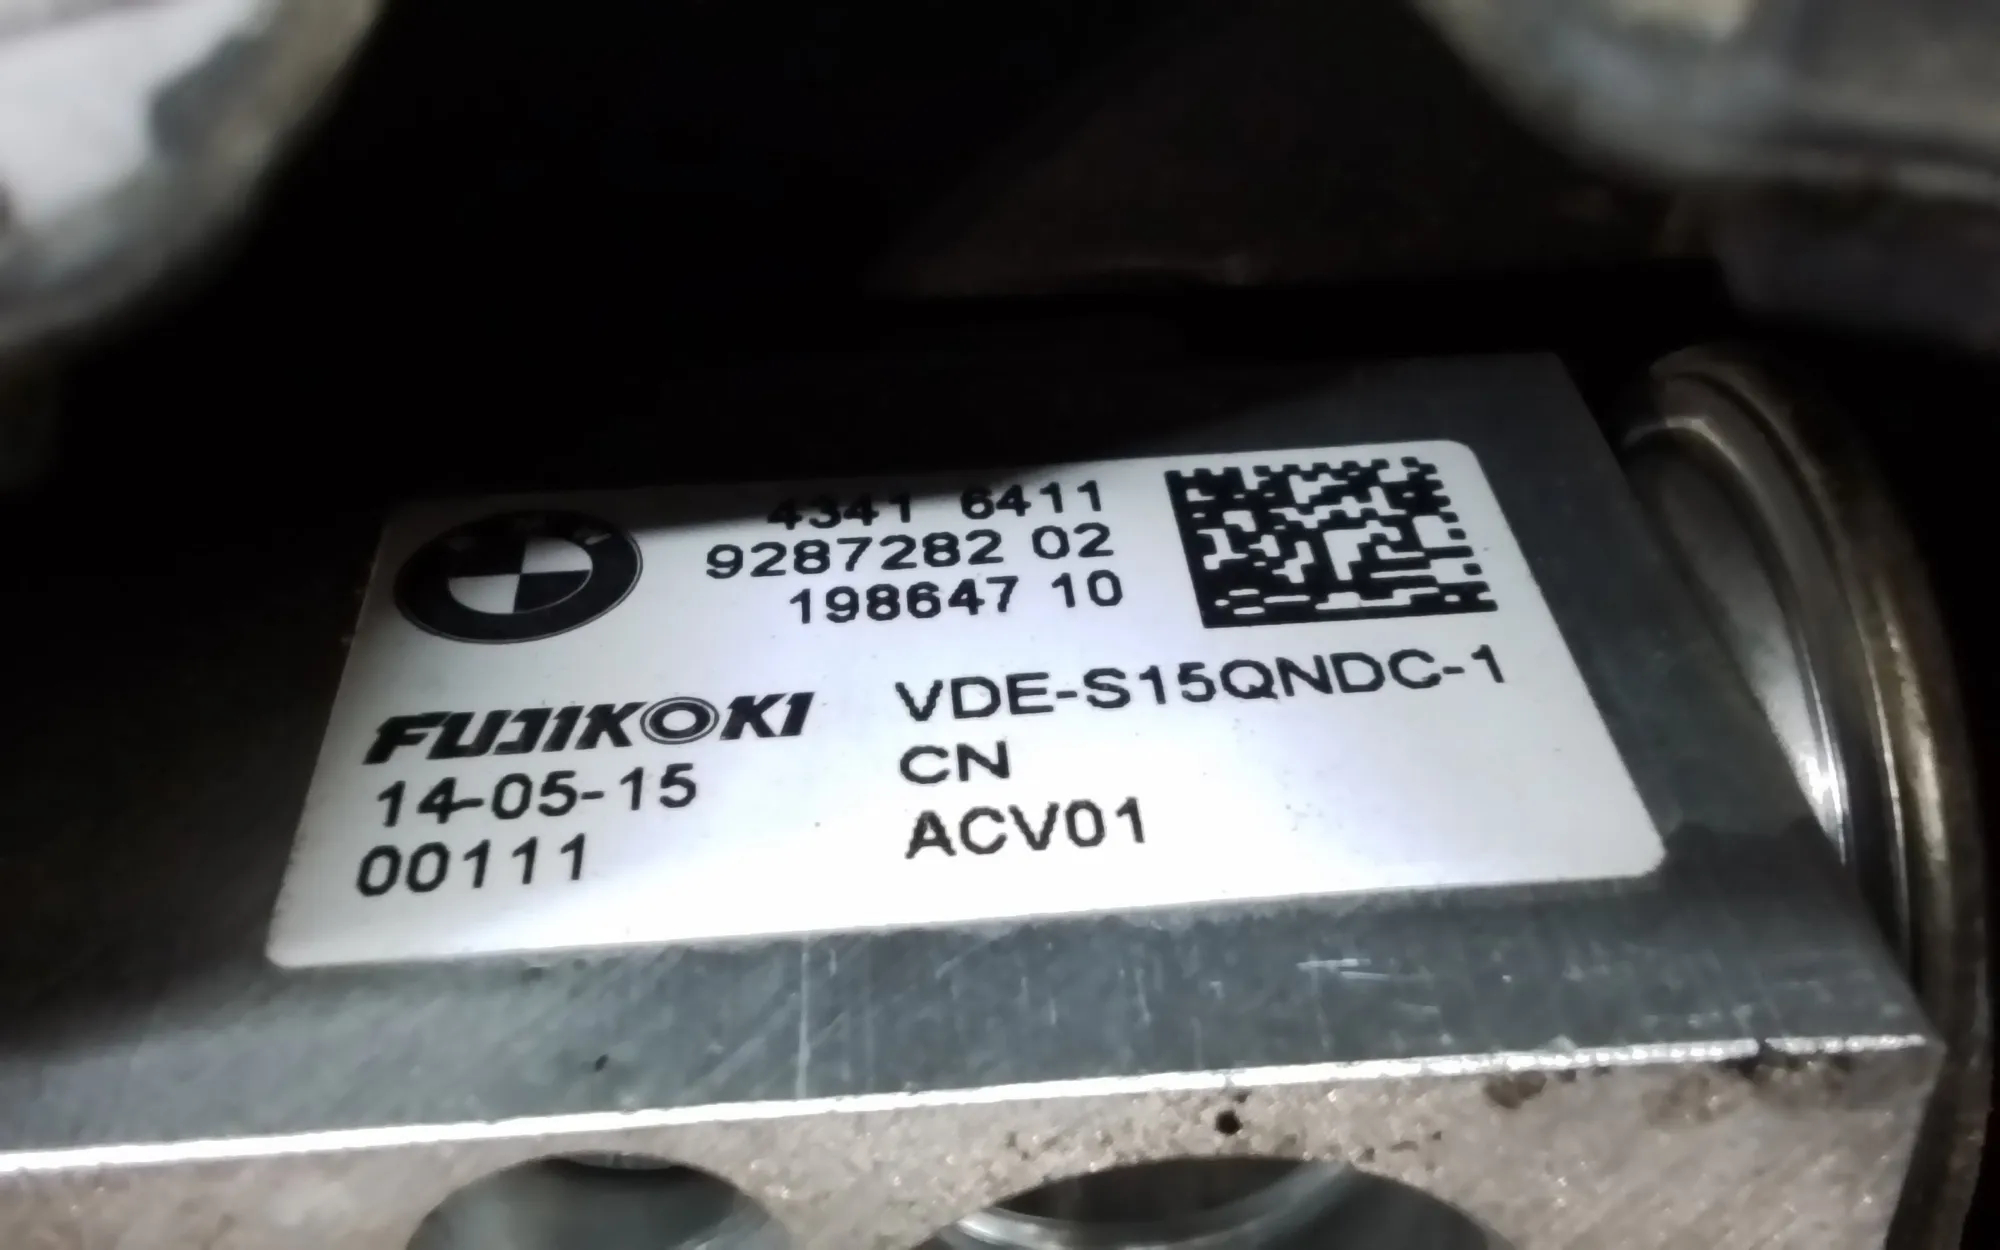 4341 6411
9287282 02
198647 10
FUJIKOKI
VDE-S15QNDC-1
14-05-15
CN
00111
ACV01